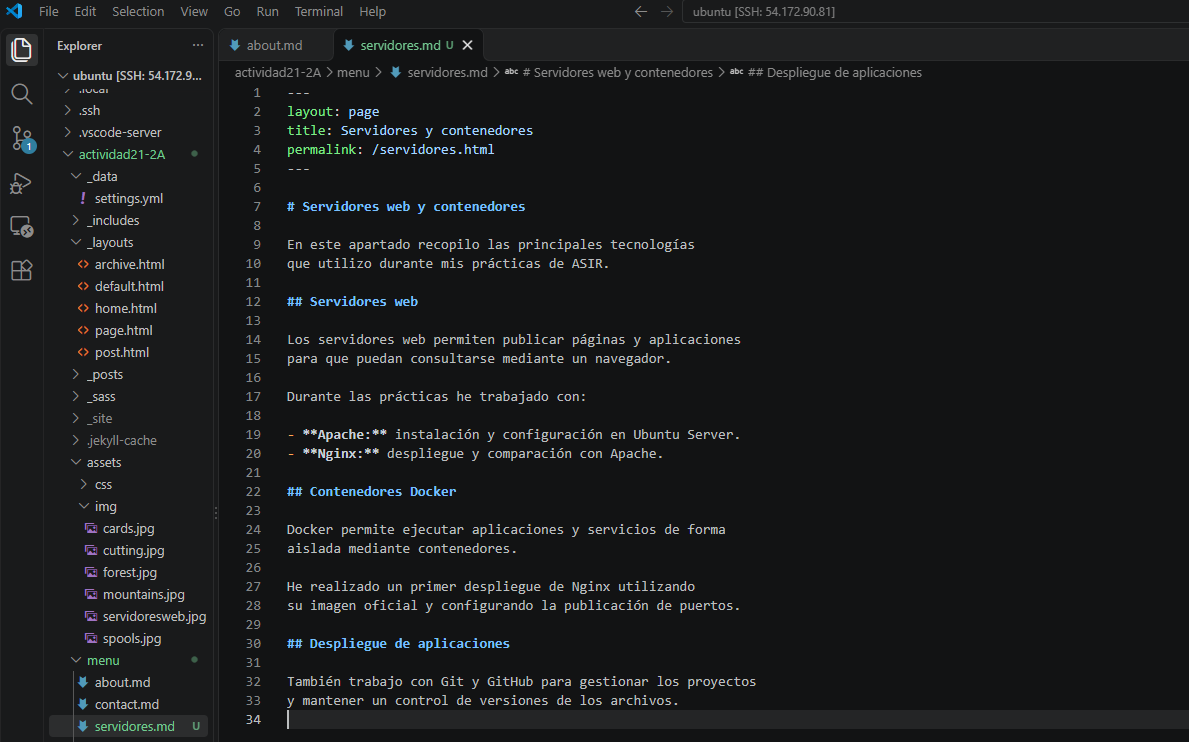 File Edit Selection View Go Run Terminal Help
ubuntu [SSH: 54.172.90.81]
Explorer
ubuntu [SSH: 54.172.9...
.local
.ssh
.vscode-server
actividad21-2A
_data
settings.yml
_includes
_layouts
archive.html
default.html
home.html
page.html
post.html
_posts
_sass
_site
.jekyll-cache
assets
css
img
cards.jpg
cutting.jpg
forest.jpg
mountains.jpg
servidoresweb.jpg
spools.jpg
menu
about.md
contact.md
servidores.md U
1
about.md
servidores.md U
actividad21-2A > menu > servidores.md > abc # Servidores web y contenedores > abc ## Despliegue de aplicaciones
1 ---
2 layout: page
3 title: Servidores y contenedores
4 permalink: /servidores.html
5 ---
6
7 # Servidores web y contenedores
8
9 En este apartado recopilo las principales tecnologías
10 que utilizo durante mis prácticas de ASIR.
11
12 ## Servidores web
13
14 Los servidores web permiten publicar páginas y aplicaciones
15 para que puedan consultarse mediante un navegador.
16
17 Durante las prácticas he trabajado con:
18
19 - **Apache:** instalación y configuración en Ubuntu Server.
20 - **Nginx:** despliegue y comparación con Apache.
21
22 ## Contenedores Docker
23
24 Docker permite ejecutar aplicaciones y servicios de forma
25 aislada mediante contenedores.
26
27 He realizado un primer despliegue de Nginx utilizando
28 su imagen oficial y configurando la publicación de puertos.
29
30 ## Despliegue de aplicaciones
31
32 También trabajo con Git y GitHub para gestionar los proyectos
33 y mantener un control de versiones de los archivos.
34